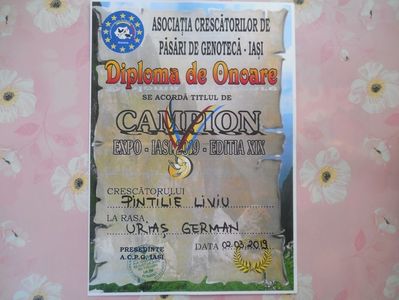 ASOCIAȚIA CRESCĂTORILOR DE
PĂSĂRI DE GENOTECĂ - IAȘI
Diploma de Onoare
SE ACORDĂ TITLUL DE
CAMPION
EXPO - IAȘI 2019 - EDITIA XIX
CRESCĂTORULUI
PINTILIE LIVIU
LA RASA
URIAȘ GERMAN
PREȘEDINTE
A.C.P.G. IAȘI
DATA 02.03.2019